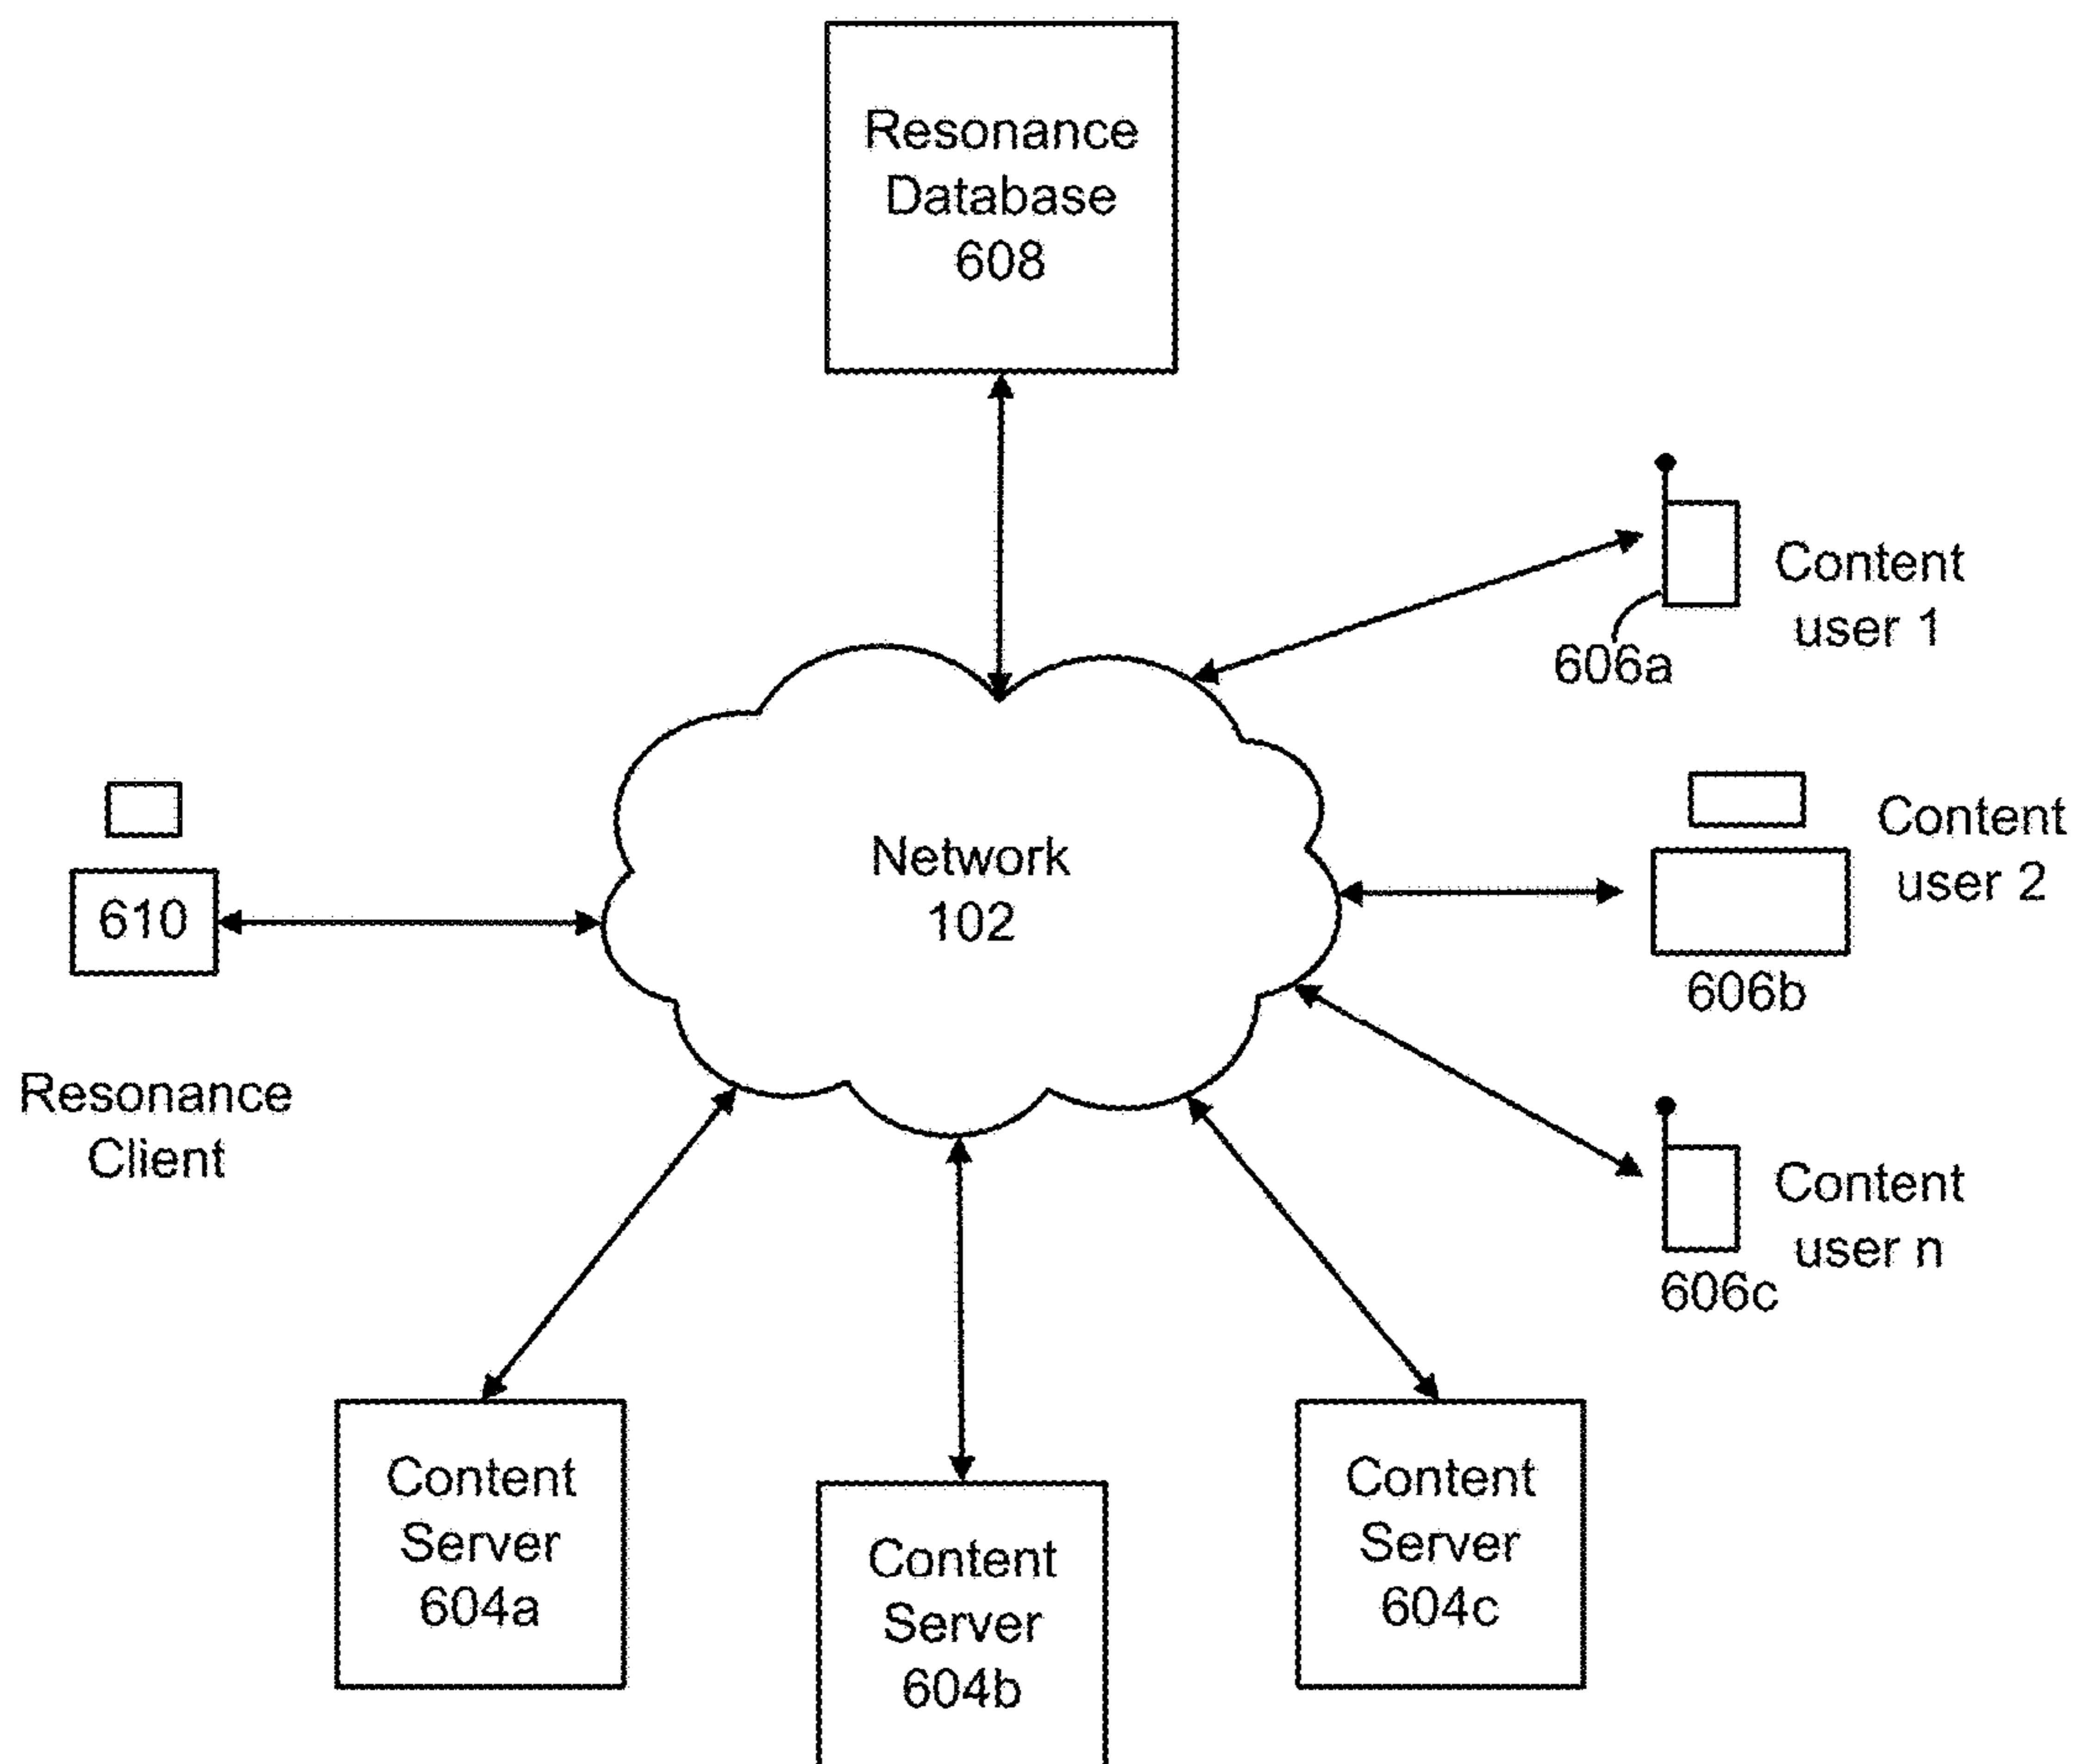 Resonance
Database
608
Content
user 1
606a
Content
user 2
606b
Network
102
610
Resonance
Client
Content
user n
606c
Content
Server
604a
Content
Server
604b
Content
Server
604c